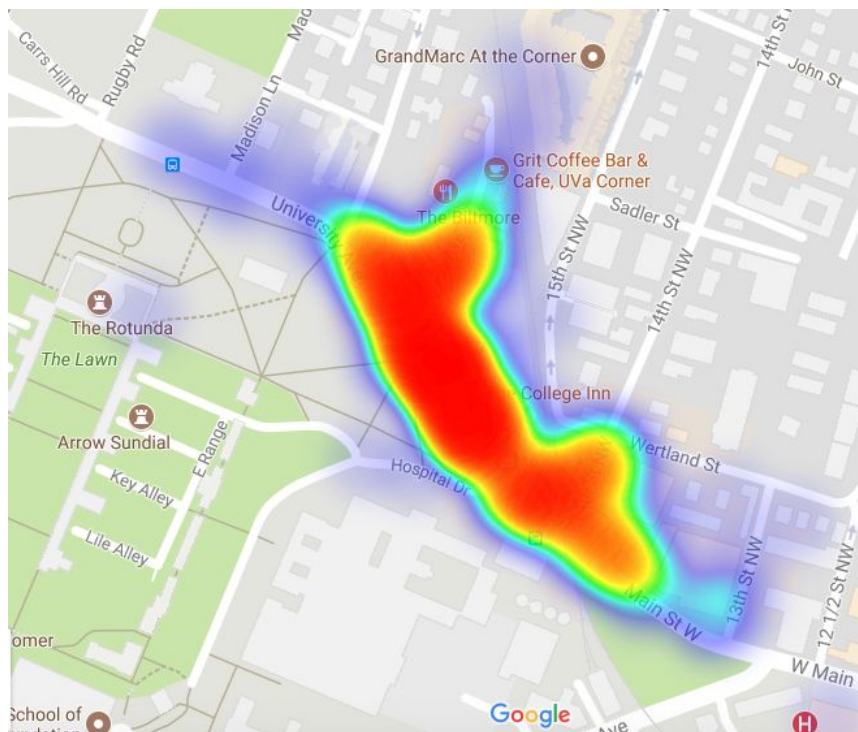 GrandMarc At the Corner
14th St N
John St
Carrs Hill Rd
Rugby Rd
Madison Ln
Mad
Grit Coffee Bar &
Cafe, UVa Corner
The Biltmore
University Ave
Sadler St
15th St NW
14th St NW
The Rotunda
The Lawn
College Inn
Arrow Sundial
E Range
Wertland St
Hospital Dr
Key Alley
Lile Alley
13th St NW
12 1/2 St NW
Main St W
W Main
omer
School of
Google
Ave
H